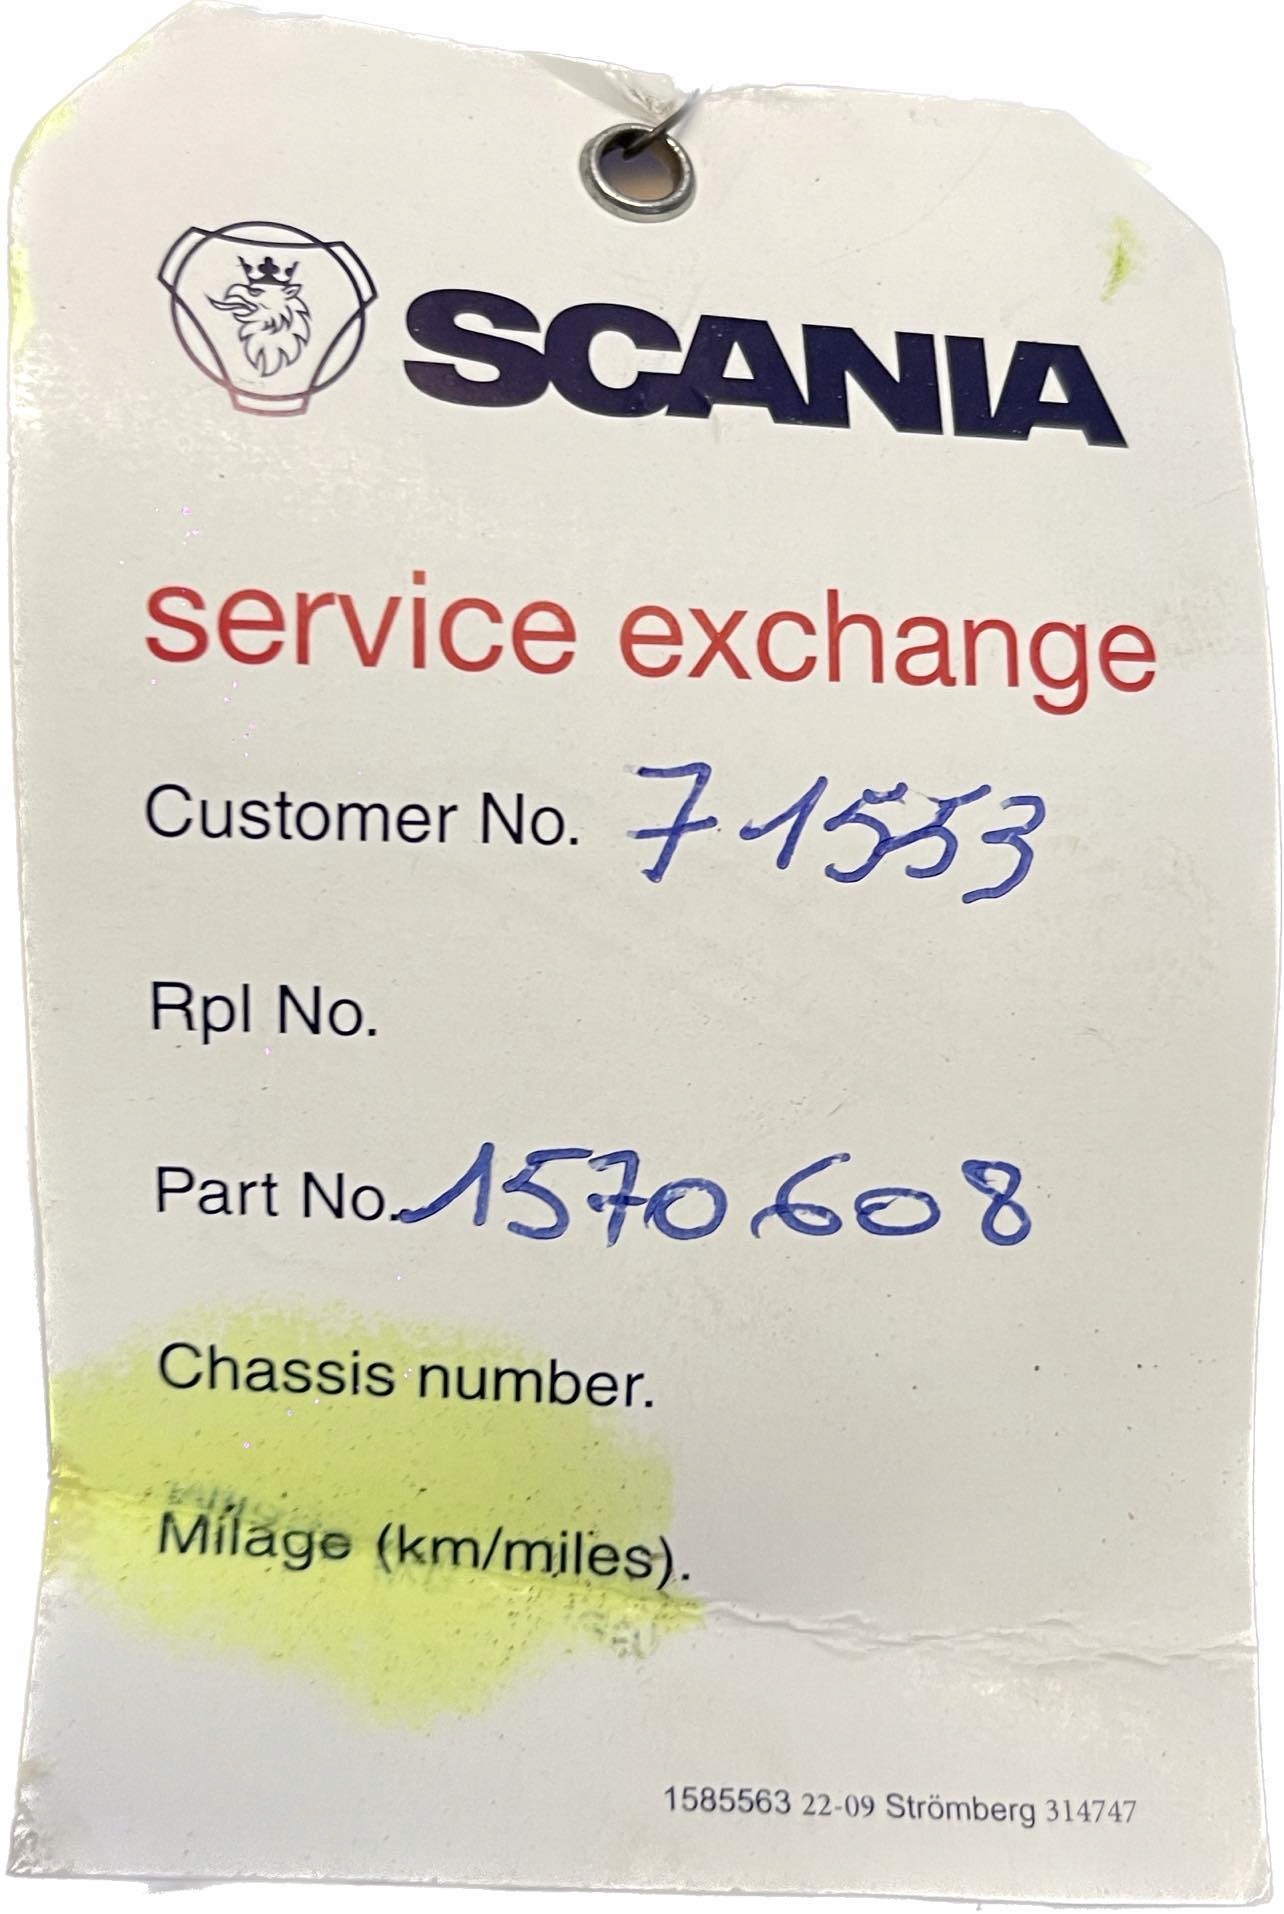 SCANIA
service exchange
Customer No. 71553
Rpl No.
Part No. 1570608
Chassis number.
Milage (km/miles).
1585563 22-09 Strömberg 314747